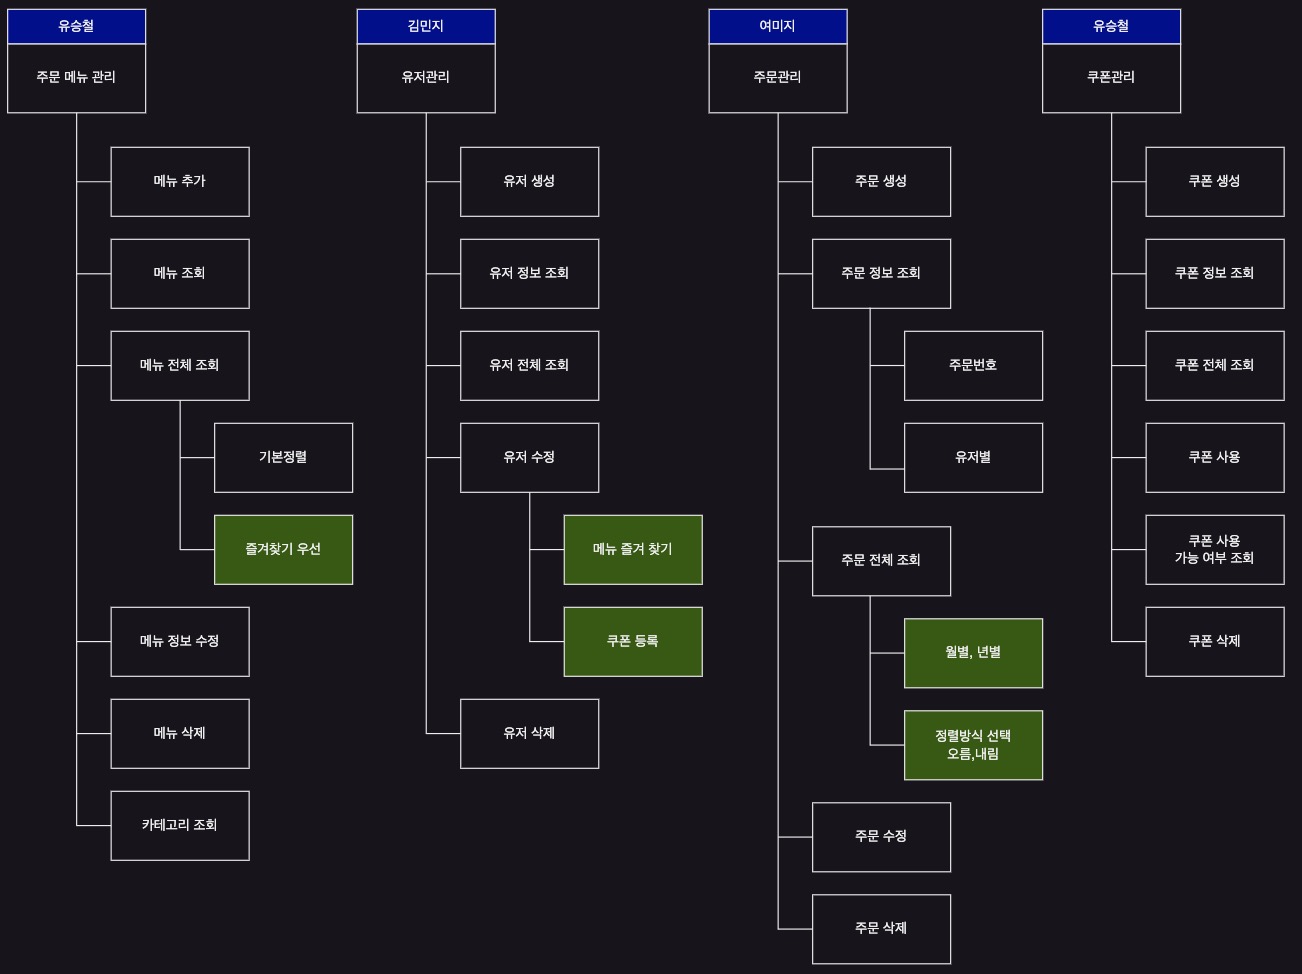 유승철
주문 메뉴 관리
메뉴 추가
메뉴 조회
메뉴 전체 조회
기본정렬
즐겨찾기 우선
메뉴 정보 수정
메뉴 삭제
카테고리 조회
김민지
유저관리
유저 생성
유저 정보 조회
유저 전체 조회
유저 수정
메뉴 즐겨 찾기
쿠폰 등록
유저 삭제
여미지
주문관리
주문 생성
주문 정보 조회
주문번호
유저별
주문 전체 조회
월별, 년별
정렬방식 선택
오름,내림
주문 수정
주문 삭제
유승철
쿠폰관리
쿠폰 생성
쿠폰 정보 조회
쿠폰 전체 조회
쿠폰 사용
쿠폰 사용
가능 여부 조회
쿠폰 삭제